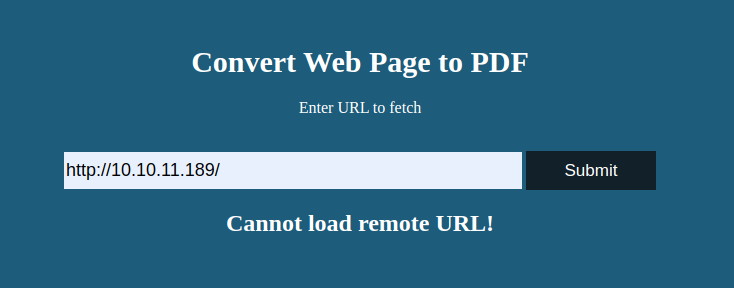 Convert Web Page to PDF
Enter URL to fetch
http://10.10.11.189/ Submit
Cannot load remote URL!